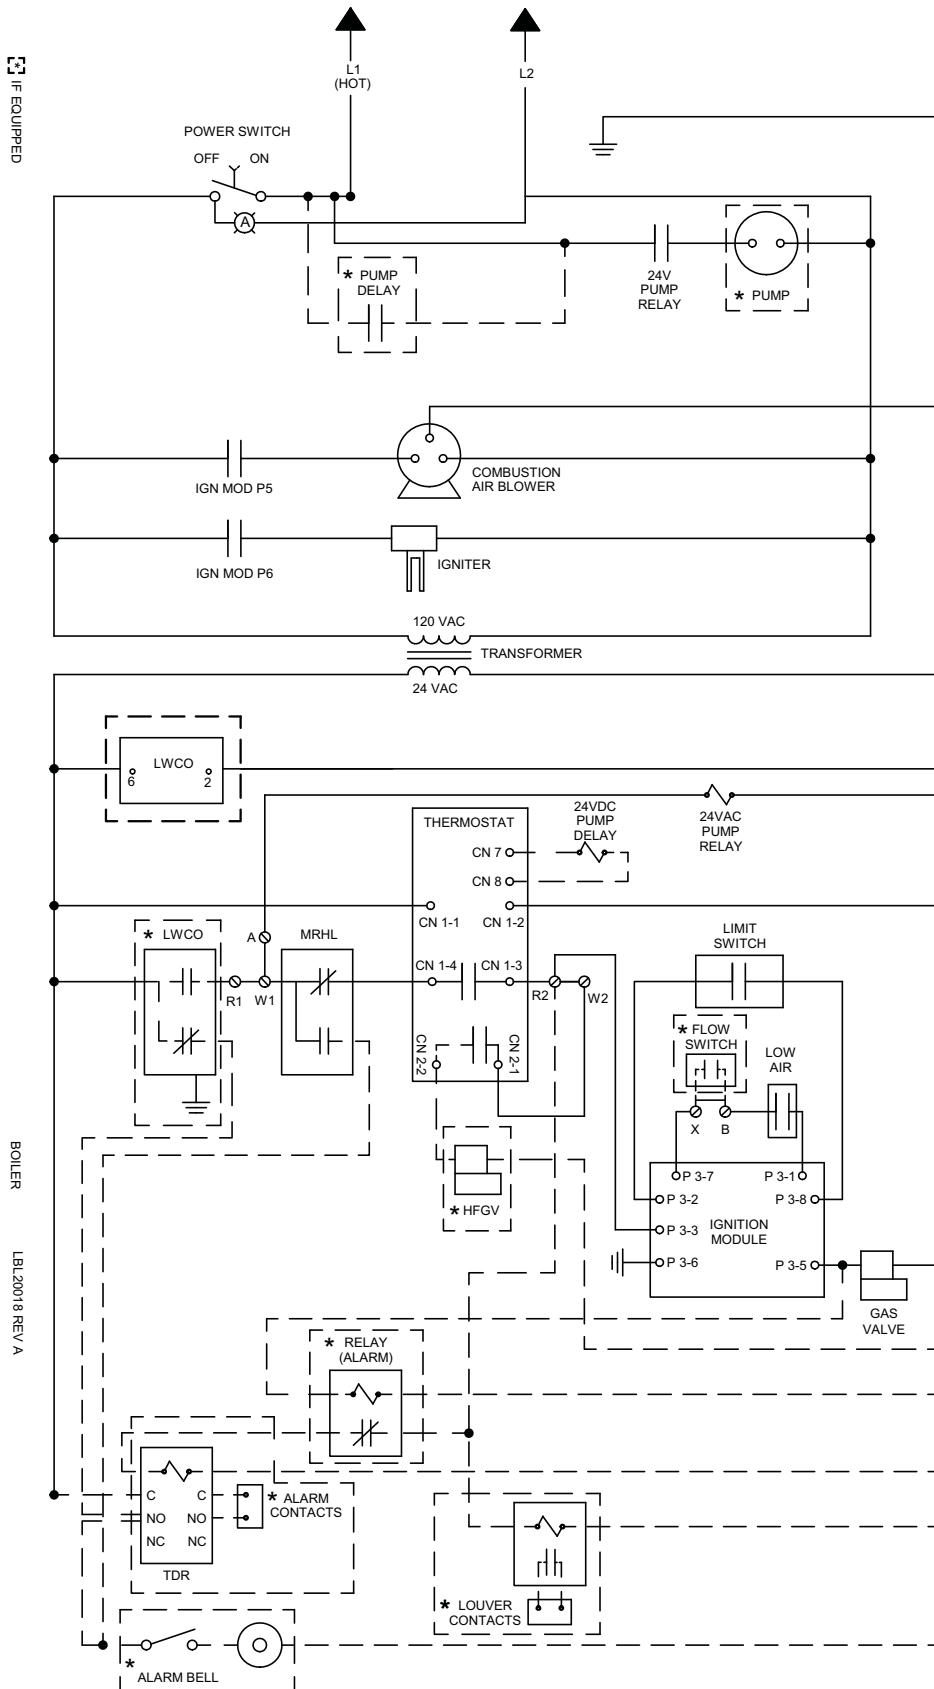 L1
(HOT)
L2
[*] IF EQUIPPED
POWER SWITCH
OFF
ON
A
* PUMP
DELAY
24V
PUMP
RELAY
* PUMP
IGN MOD P5
COMBUSTION
AIR BLOWER
IGN MOD P6
IGNITER
120 VAC
TRANSFORMER
24 VAC
LWCO
6
2
THERMOSTAT
24VDC
PUMP
DELAY
24VAC
PUMP
RELAY
CN 7
CN 8
CN 1-1
CN 1-2
* LWCO
A
MRHL
LIMIT
SWITCH
CN 1-4
CN 1-3
R1
W1
R2
W2
* FLOW
SWITCH
LOW
AIR
CN 2-2
CN 2-1
X
B
BOILER
LBL20018 REV A
P 3-7
P 3-1
P 3-2
P 3-8
* HFGV
P 3-3
IGNITION
MODULE
P 3-6
P 3-5
GAS
VALVE
* RELAY
(ALARM)
C
C
* ALARM
CONTACTS
NO
NO
NC
NC
TDR
* LOUVER
CONTACTS
*
ALARM BELL